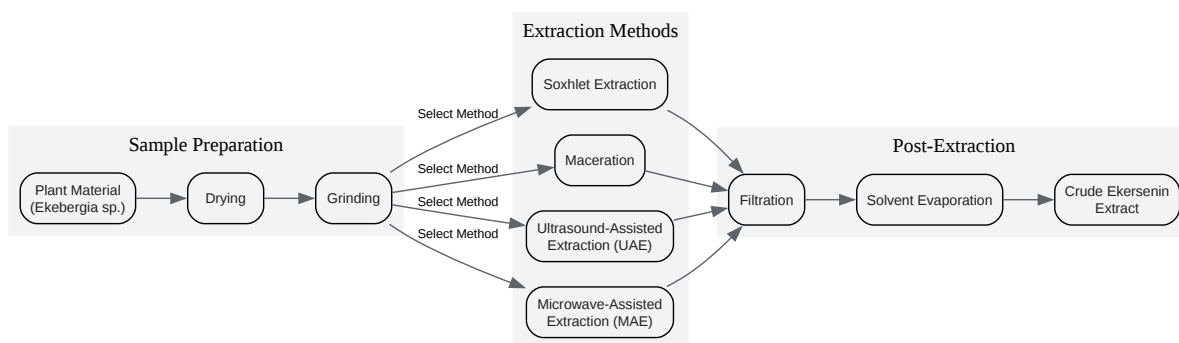 Extraction Methods
Sample Preparation
Post-Extraction
Plant Material
(Ekebergia sp.)
Drying
Grinding
Select Method
Select Method
Select Method
Select Method
Soxhlet Extraction
Maceration
Ultrasound-Assisted
Extraction (UAE)
Microwave-Assisted
Extraction (MAE)
Filtration
Solvent Evaporation
Crude Ekersenin
Extract